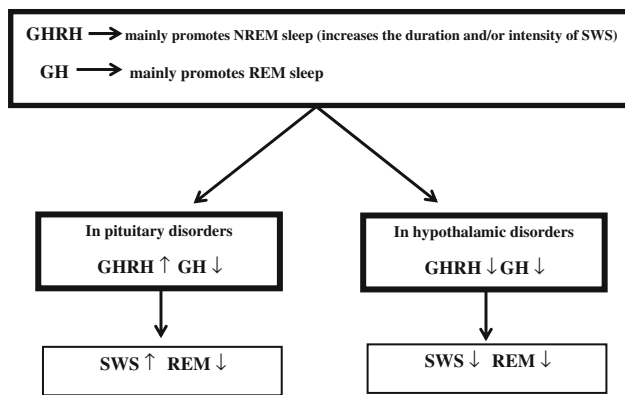 GHRH → mainly promotes NREM sleep (increases the duration and/or intensity of SWS)
GH → mainly promotes REM sleep
In pituitary disorders
GHRH ↑ GH ↓
In hypothalamic disorders
GHRH ↓ GH ↓
SWS ↑ REM ↓
SWS ↓ REM ↓